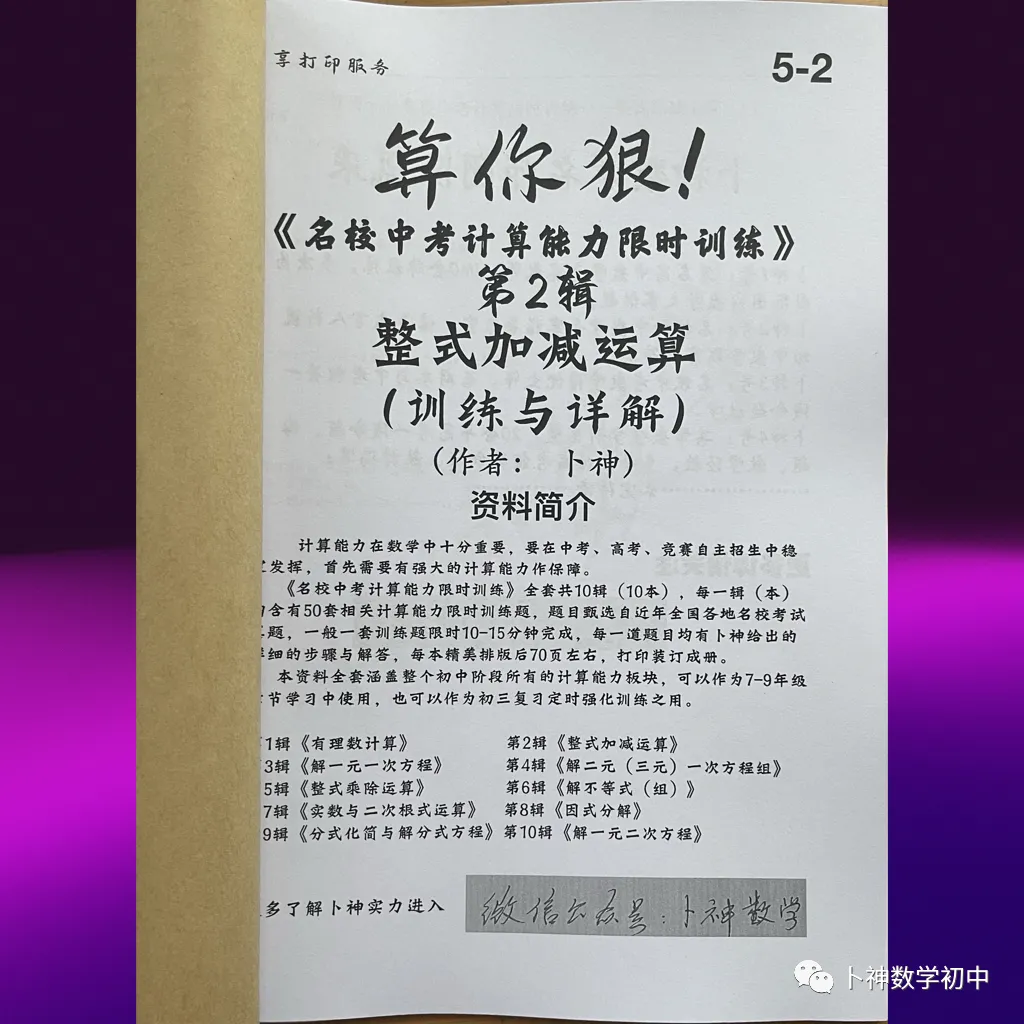 享打印服务
5-2
算你狠!
《名校中考计算能力限时训练》
第2辑
整式加减运算
(训练与详解)
(作者： 卜神)
资料简介
计算能力在数学中十分重要，要在中考、高考、竞赛自主招生中稳
发挥，首先需要有强大的计算能力作保障。
《名校中考计算能力限时训练》全套共10辑（10本），每一辑（本）
含有50套相关计算能力限时训练题，题目甄选自近年全国各地名校考试
题，一般一套训练题限时10-15分钟完成，每一道题目均有卜神给出的
细的步骤与解答，每本精美排版后70页左右，打印装订成册。
本资料全套涵盖整个初中阶段所有的计算能力板块，可以作为7-9年级
节学习中使用，也可以作为初三复习定时强化训练之用。
1辑《有理数计算》 第2辑《整式加减运算》
3辑《解一元一次方程》 第4辑《解二元（三元）一次方程组》
5辑《整式乘除运算》 第6辑《解不等式（组）》
7辑《实数与二次根式运算》 第8辑《因式分解》
9辑《分式化简与解分式方程》 第10辑《解一元二次方程》
多了解卜神实力进入 微信公众号：卜神数学
卜神数学初中